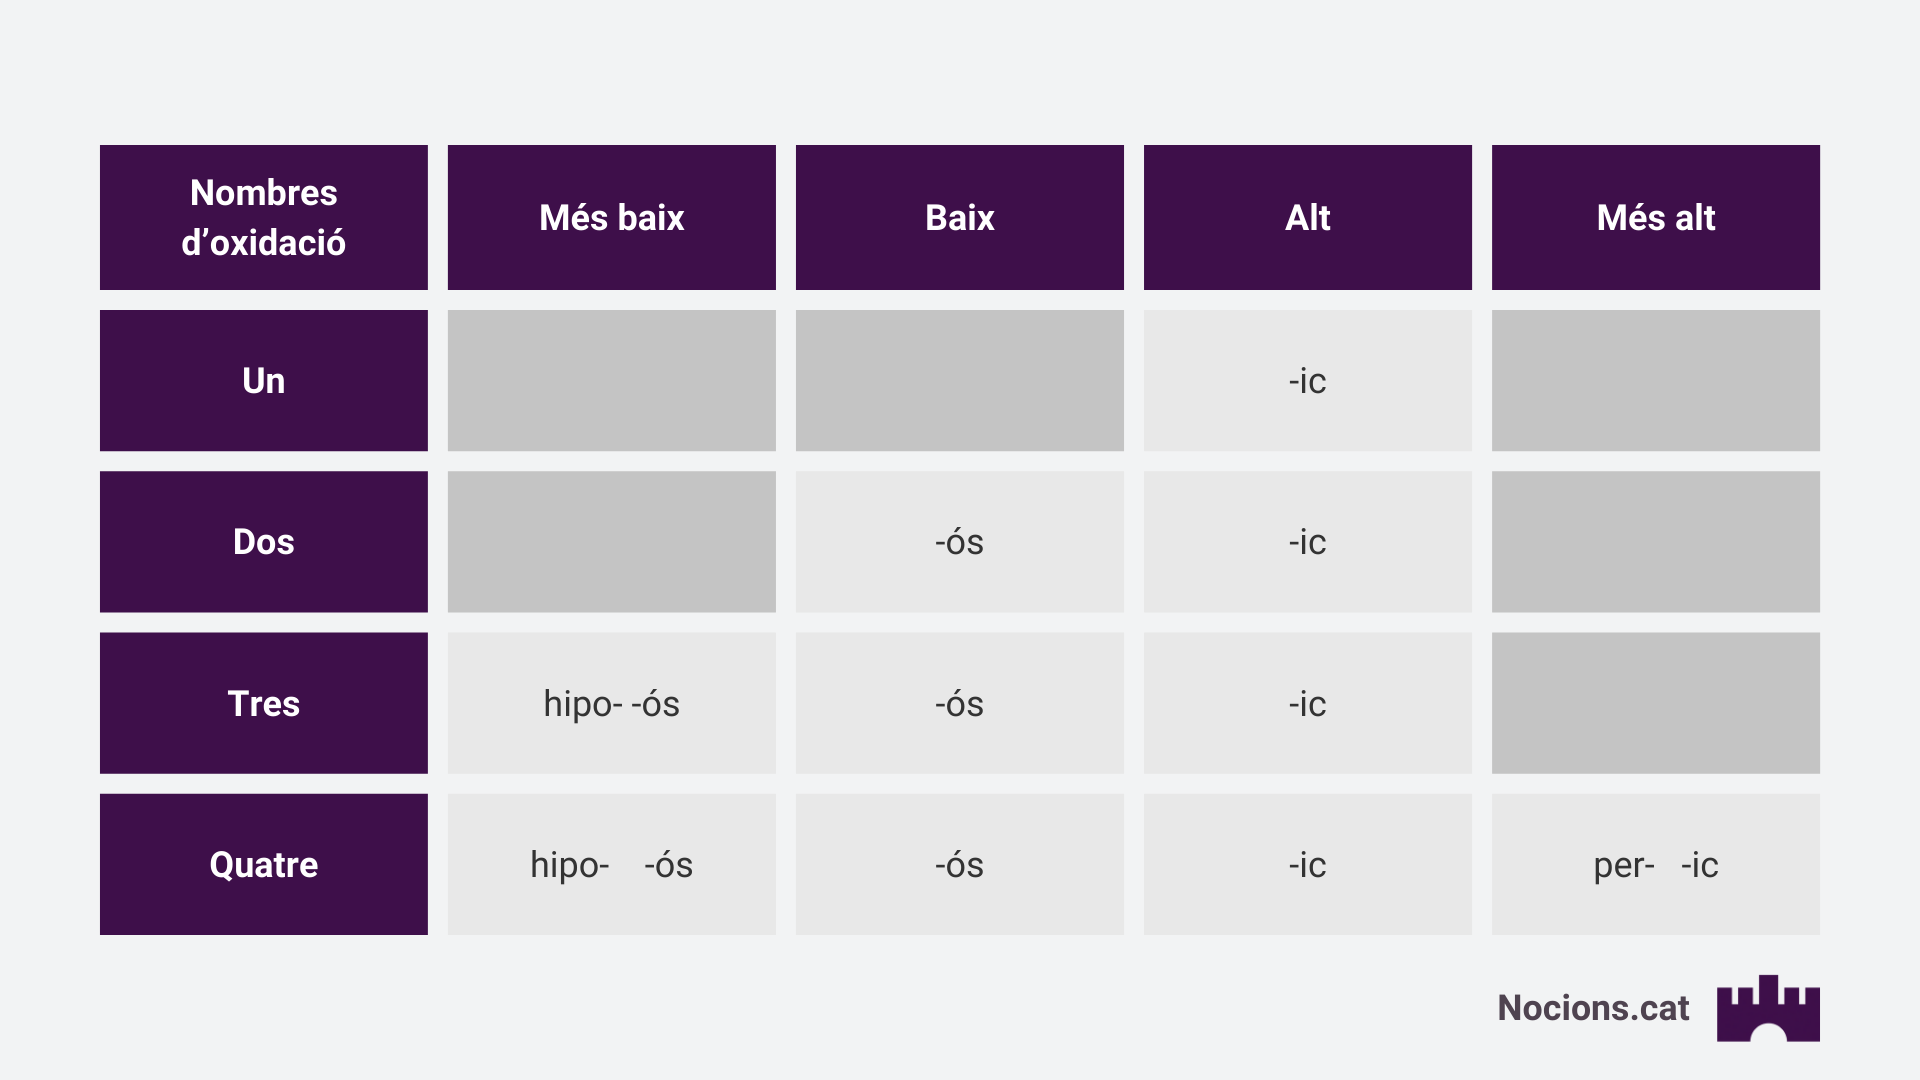 Nombres
d’oxidació
Més baix
Baix
Alt
Més alt
Un
-ic
Dos
-ós
-ic
Tres
hipo- -ós
-ós
-ic
Quatre
hipo- -ós
-ós
-ic
per- -ic
Nocions.cat